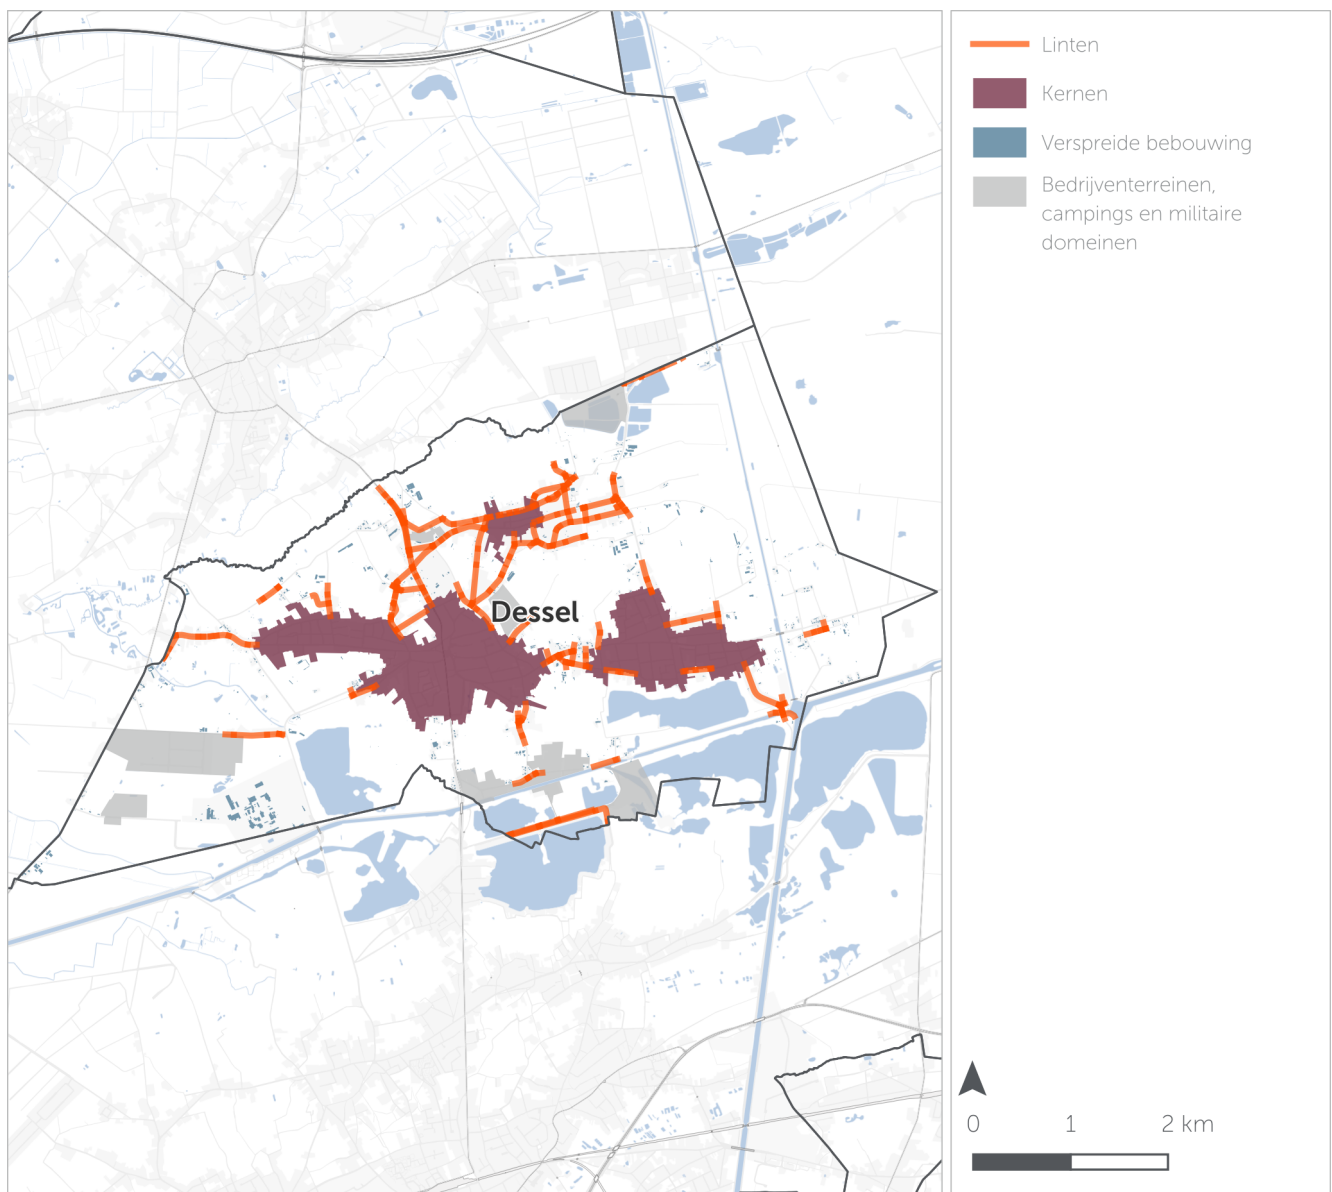 Linten
Kernen
Verspreide bebouwing
Bedrijventerreinen,
campings en militaire
domeinen
Dessel
0 1 2 km